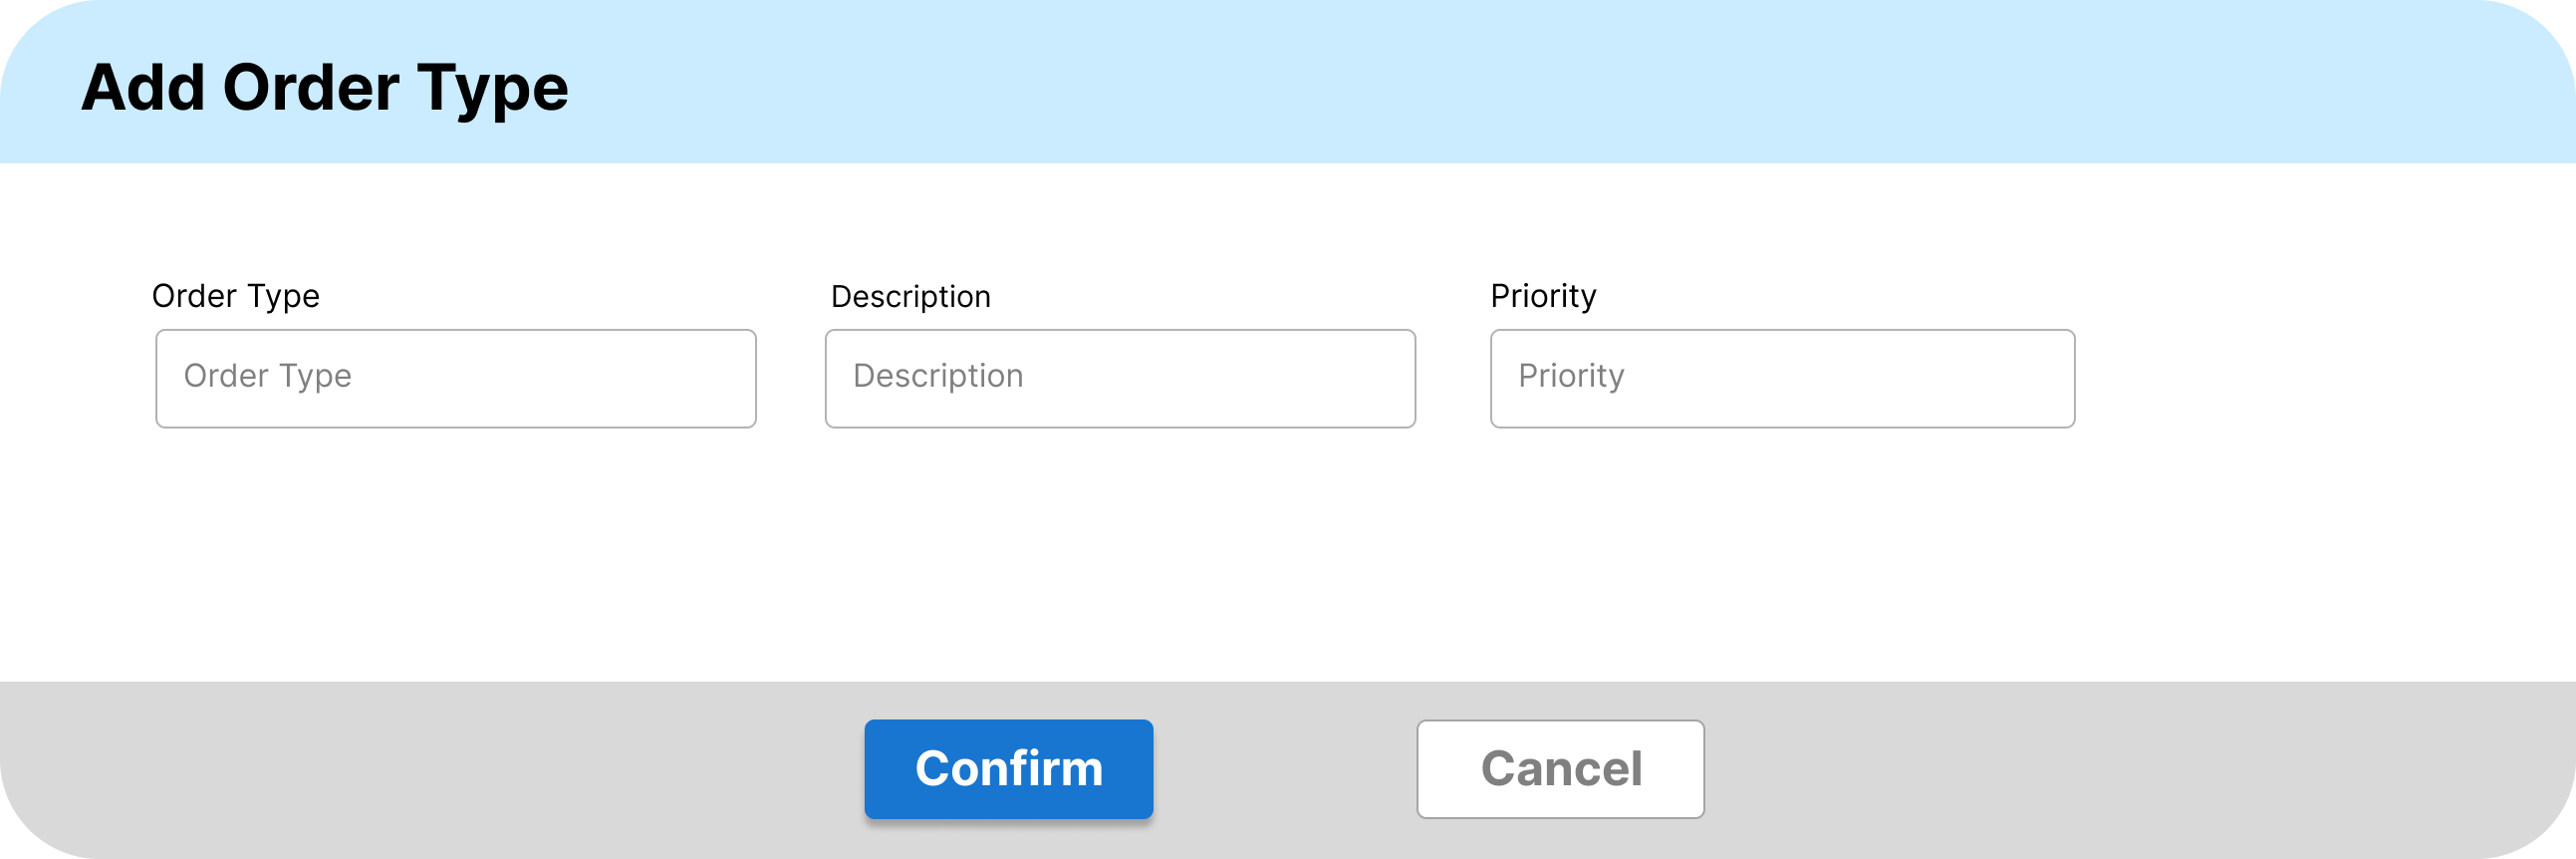 Add Order Type
Order Type
Description
Priority
Order Type
Description
Priority
Confirm
Cancel